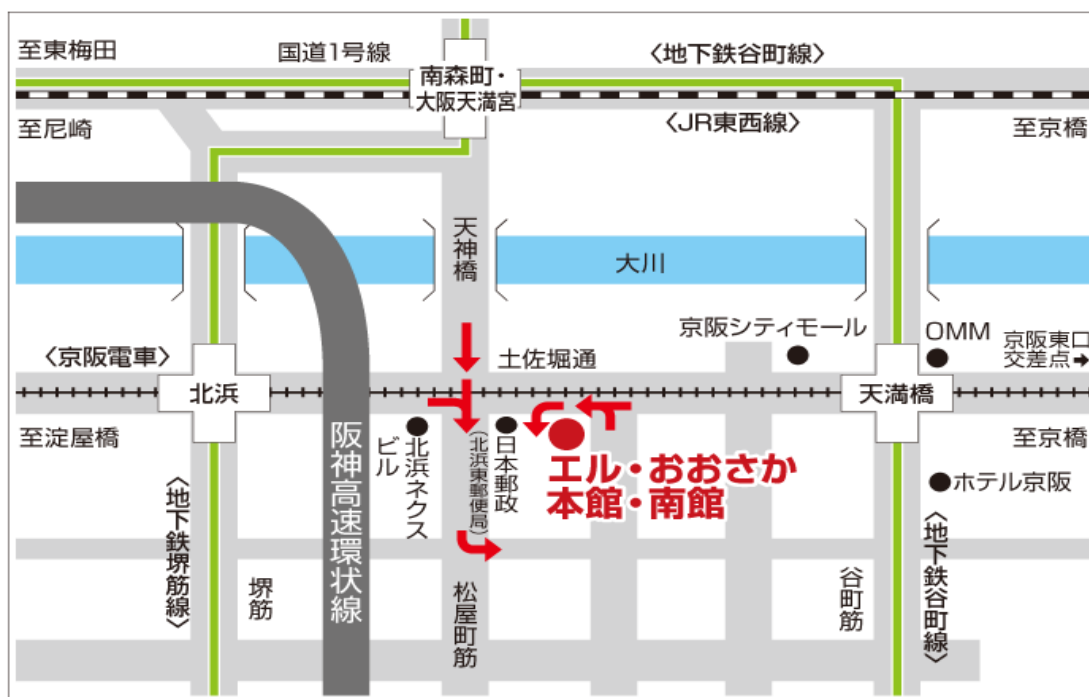 至東梅田
国道1号線
〈地下鉄谷町線〉
南森町・
大阪天満宮
至尼崎
〈JR東西線〉
至京橋
天神橋
大川
京阪シティモール
OMM
京阪東口
交差点➡
〈京阪電車〉
土佐堀通
北浜
天満橋
至淀屋橋
至京橋
阪神高速環状線
北浜ネクス
ビル
(北浜東郵便局)
日本郵政
エル・おおさか
本館・南館
ホテル京阪
〈地下鉄堺筋線〉
堺筋
松屋町筋
谷町筋
〈地下鉄谷町線〉